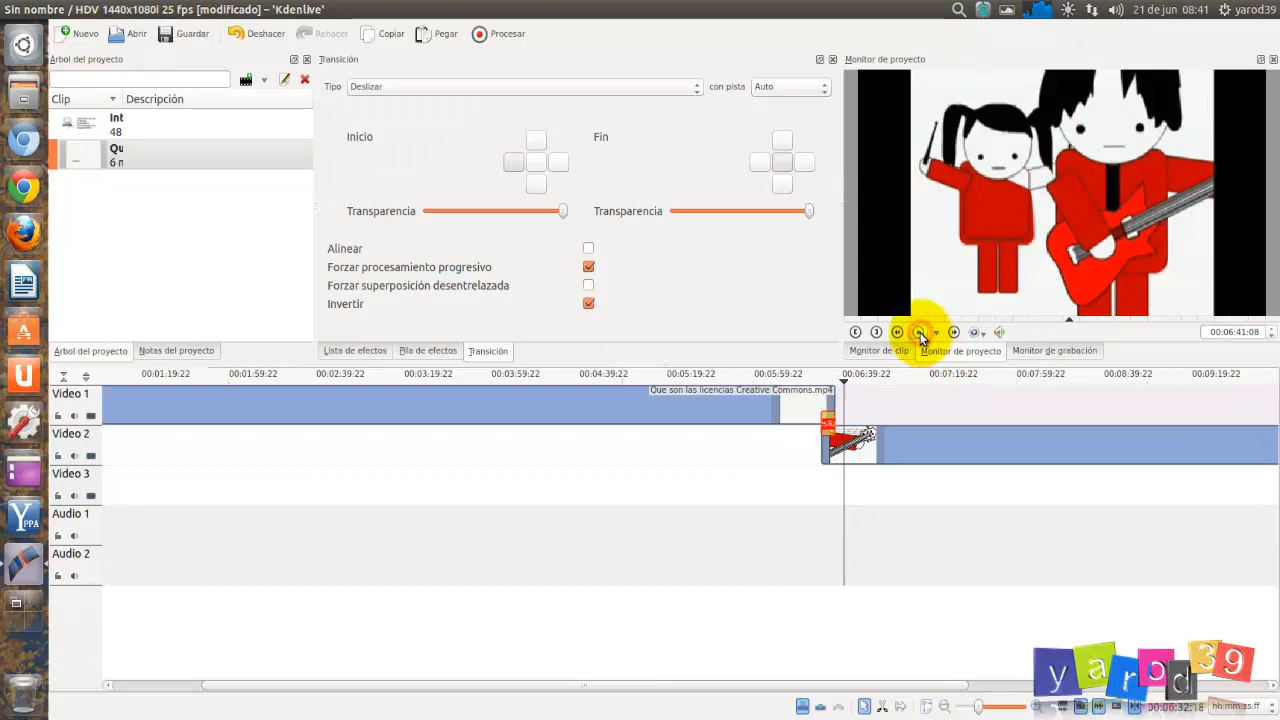 Sin nombre / HDV 1440x1080i 25 fps [modificado] – 'Kdenlive'
21 de jun 08:41 yarod39
Nuevo Abrir Guardar Deshacer Rehacer Copiar Pegar Procesar
Árbol del proyecto
Transición
Monitor de proyecto
Tipo Deslizar con pista Auto
Clip Descripción
Int
48
Qu
6 m
Inicio Fin
Transparencia Transparencia
Alinear
Forzar procesamiento progresivo
Forzar superposición desentrelazada
Invertir
00:06:41:08
Árbol del proyecto Notas del proyecto Lista de efectos Pila de efectos Transición Monitor de clip Monitor de proyecto Monitor de grabación
00:01:19:22 00:01:59:22 00:02:39:22 00:03:19:22 00:03:59:22 00:04:39:22 00:05:19:22 00:05:59:22 00:06:39:22 00:07:19:22 00:07:59:22 00:08:39:22 00:09:19:22
Video 1
Que son las licencias Creative Commons.mp4
Video 2
Video 3
Audio 1
Audio 2
YPPA
yarod39
00:06:32:18 hh:mm:ss:ff